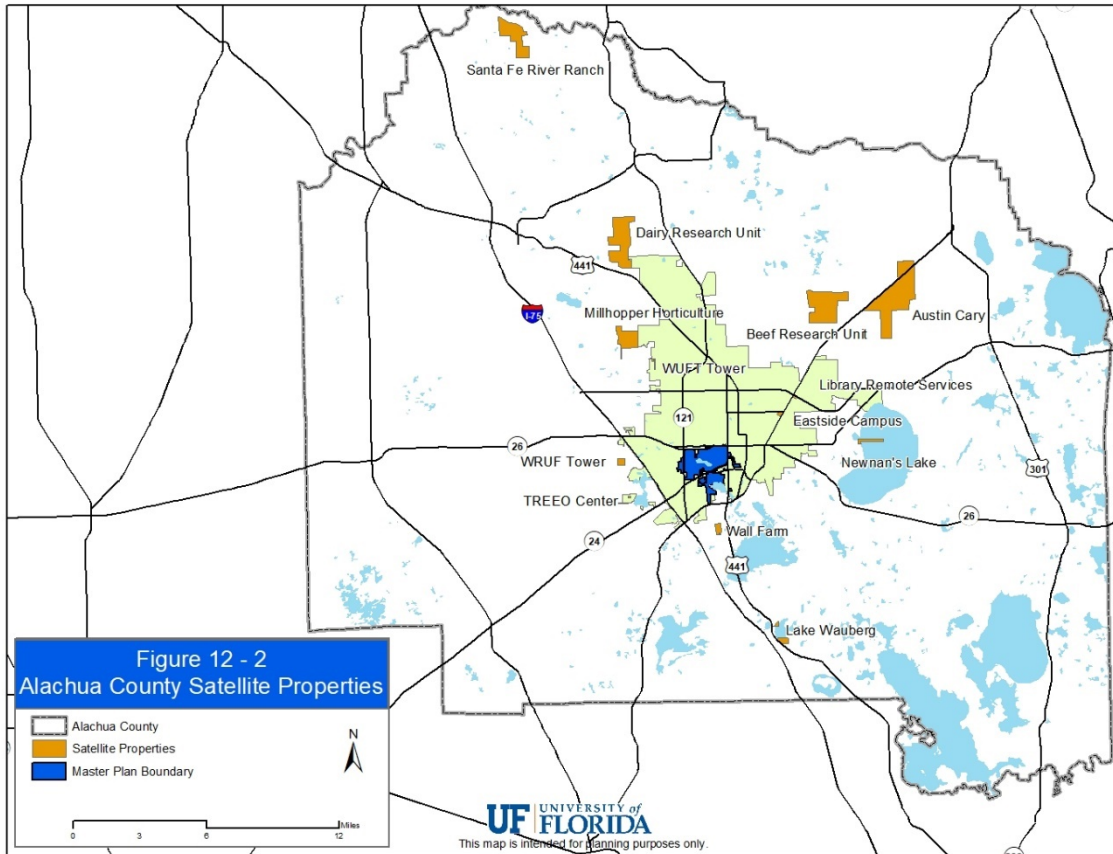 Santa Fe River Ranch
Dairy Research Unit
441
I-75
Millhopper Horticulture
Austin Cary
Beef Research Unit
WUFT Tower
Library Remote Services
121
Eastside Campus
26
WRUF Tower
Newnan's Lake
301
TREEO Center
26
Wall Farm
24
441
Lake Wauberg
Figure 12 - 2
Alachua County Satellite Properties
Alachua County
Satellite Properties
Master Plan Boundary
N
Miles
0 3 6 12
UF UNIVERSITY of
FLORIDA
This map is intended for planning purposes only.